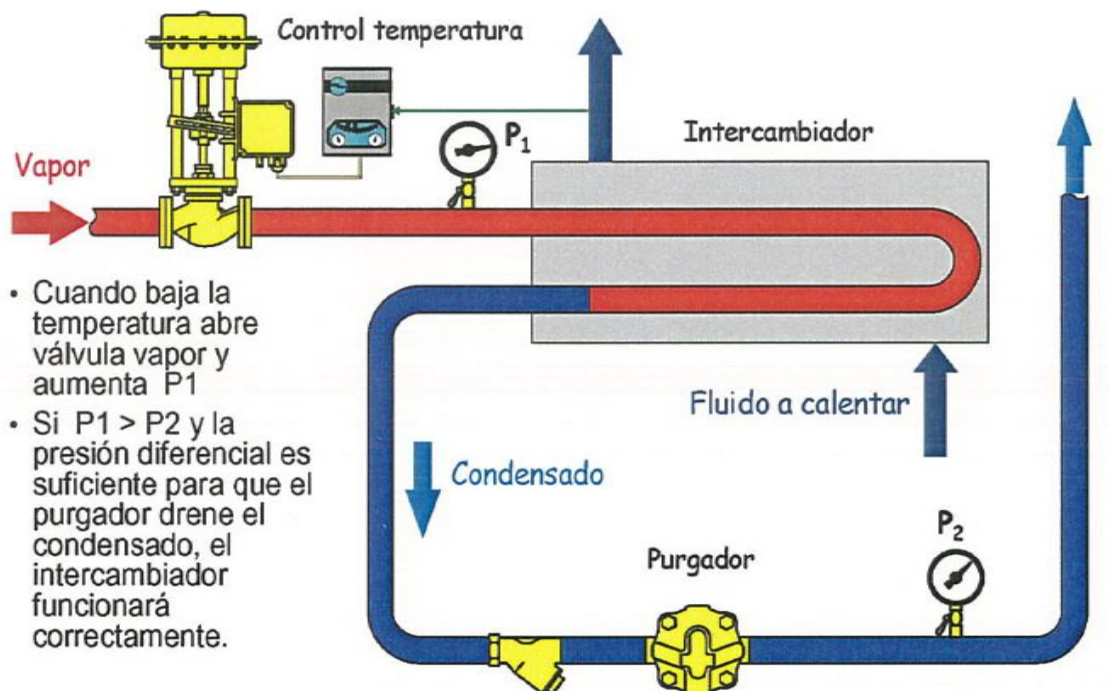 Control temperatura
P1
Intercambiador
Vapor
• Cuando baja la
temperatura abre
válvula vapor y
aumenta P1
• Si P1 > P2 y la
presión diferencial es
suficiente para que el
purgador drene el
condensado, el
intercambiador
funcionará
correctamente.
Fluido a calentar
Condensado
P2
Purgador